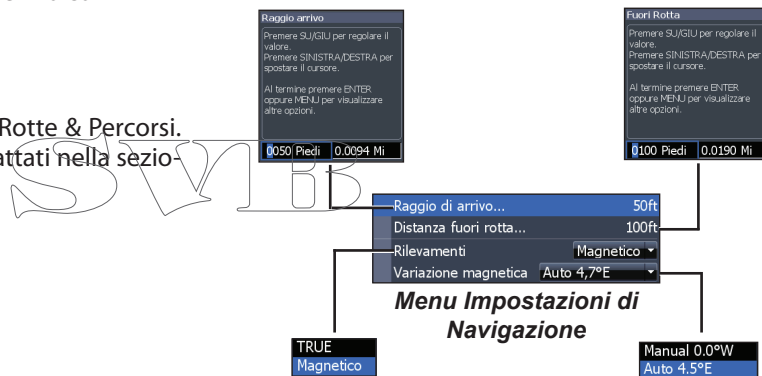 Raggio arrivo
Premere SU/GIU per regolare il
valore.
Premere SINISTRA/DESTRA per
spostare il cursore.
Al termine premere ENTER
oppure MENU per visualizzare
altre opzioni.
0050 Piedi 0.0094 Mi
Fuori Rotta
Premere SU/GIU per regolare il
valore.
Premere SINISTRA/DESTRA per
spostare il cursore.
Al termine premere ENTER
oppure MENU per visualizzare
altre opzioni.
0100 Piedi 0.0190 Mi
Rotte & Percorsi.
attati nella sezio-
SVB
Raggio di arrivo... 50ft
Distanza fuori rotta... 100ft
Rilevamenti Magnetico
Variazione magnetica Auto 4,7°E
Menu Impostazioni di
Navigazione
TRUE
Magnetico
Manual 0.0°W
Auto 4.5°E